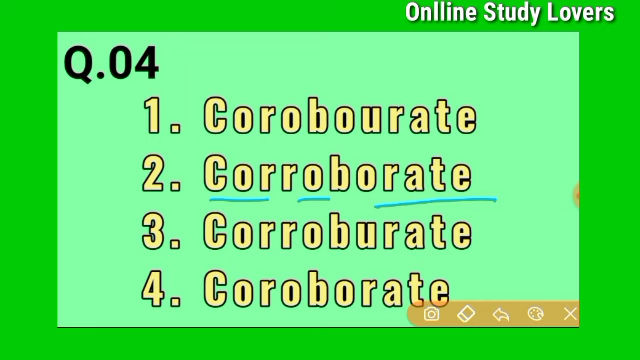 Onlline Study Lovers
Q.04
1. Corobourate
2. Corroborate
3. Corroburate
4. Coroborate